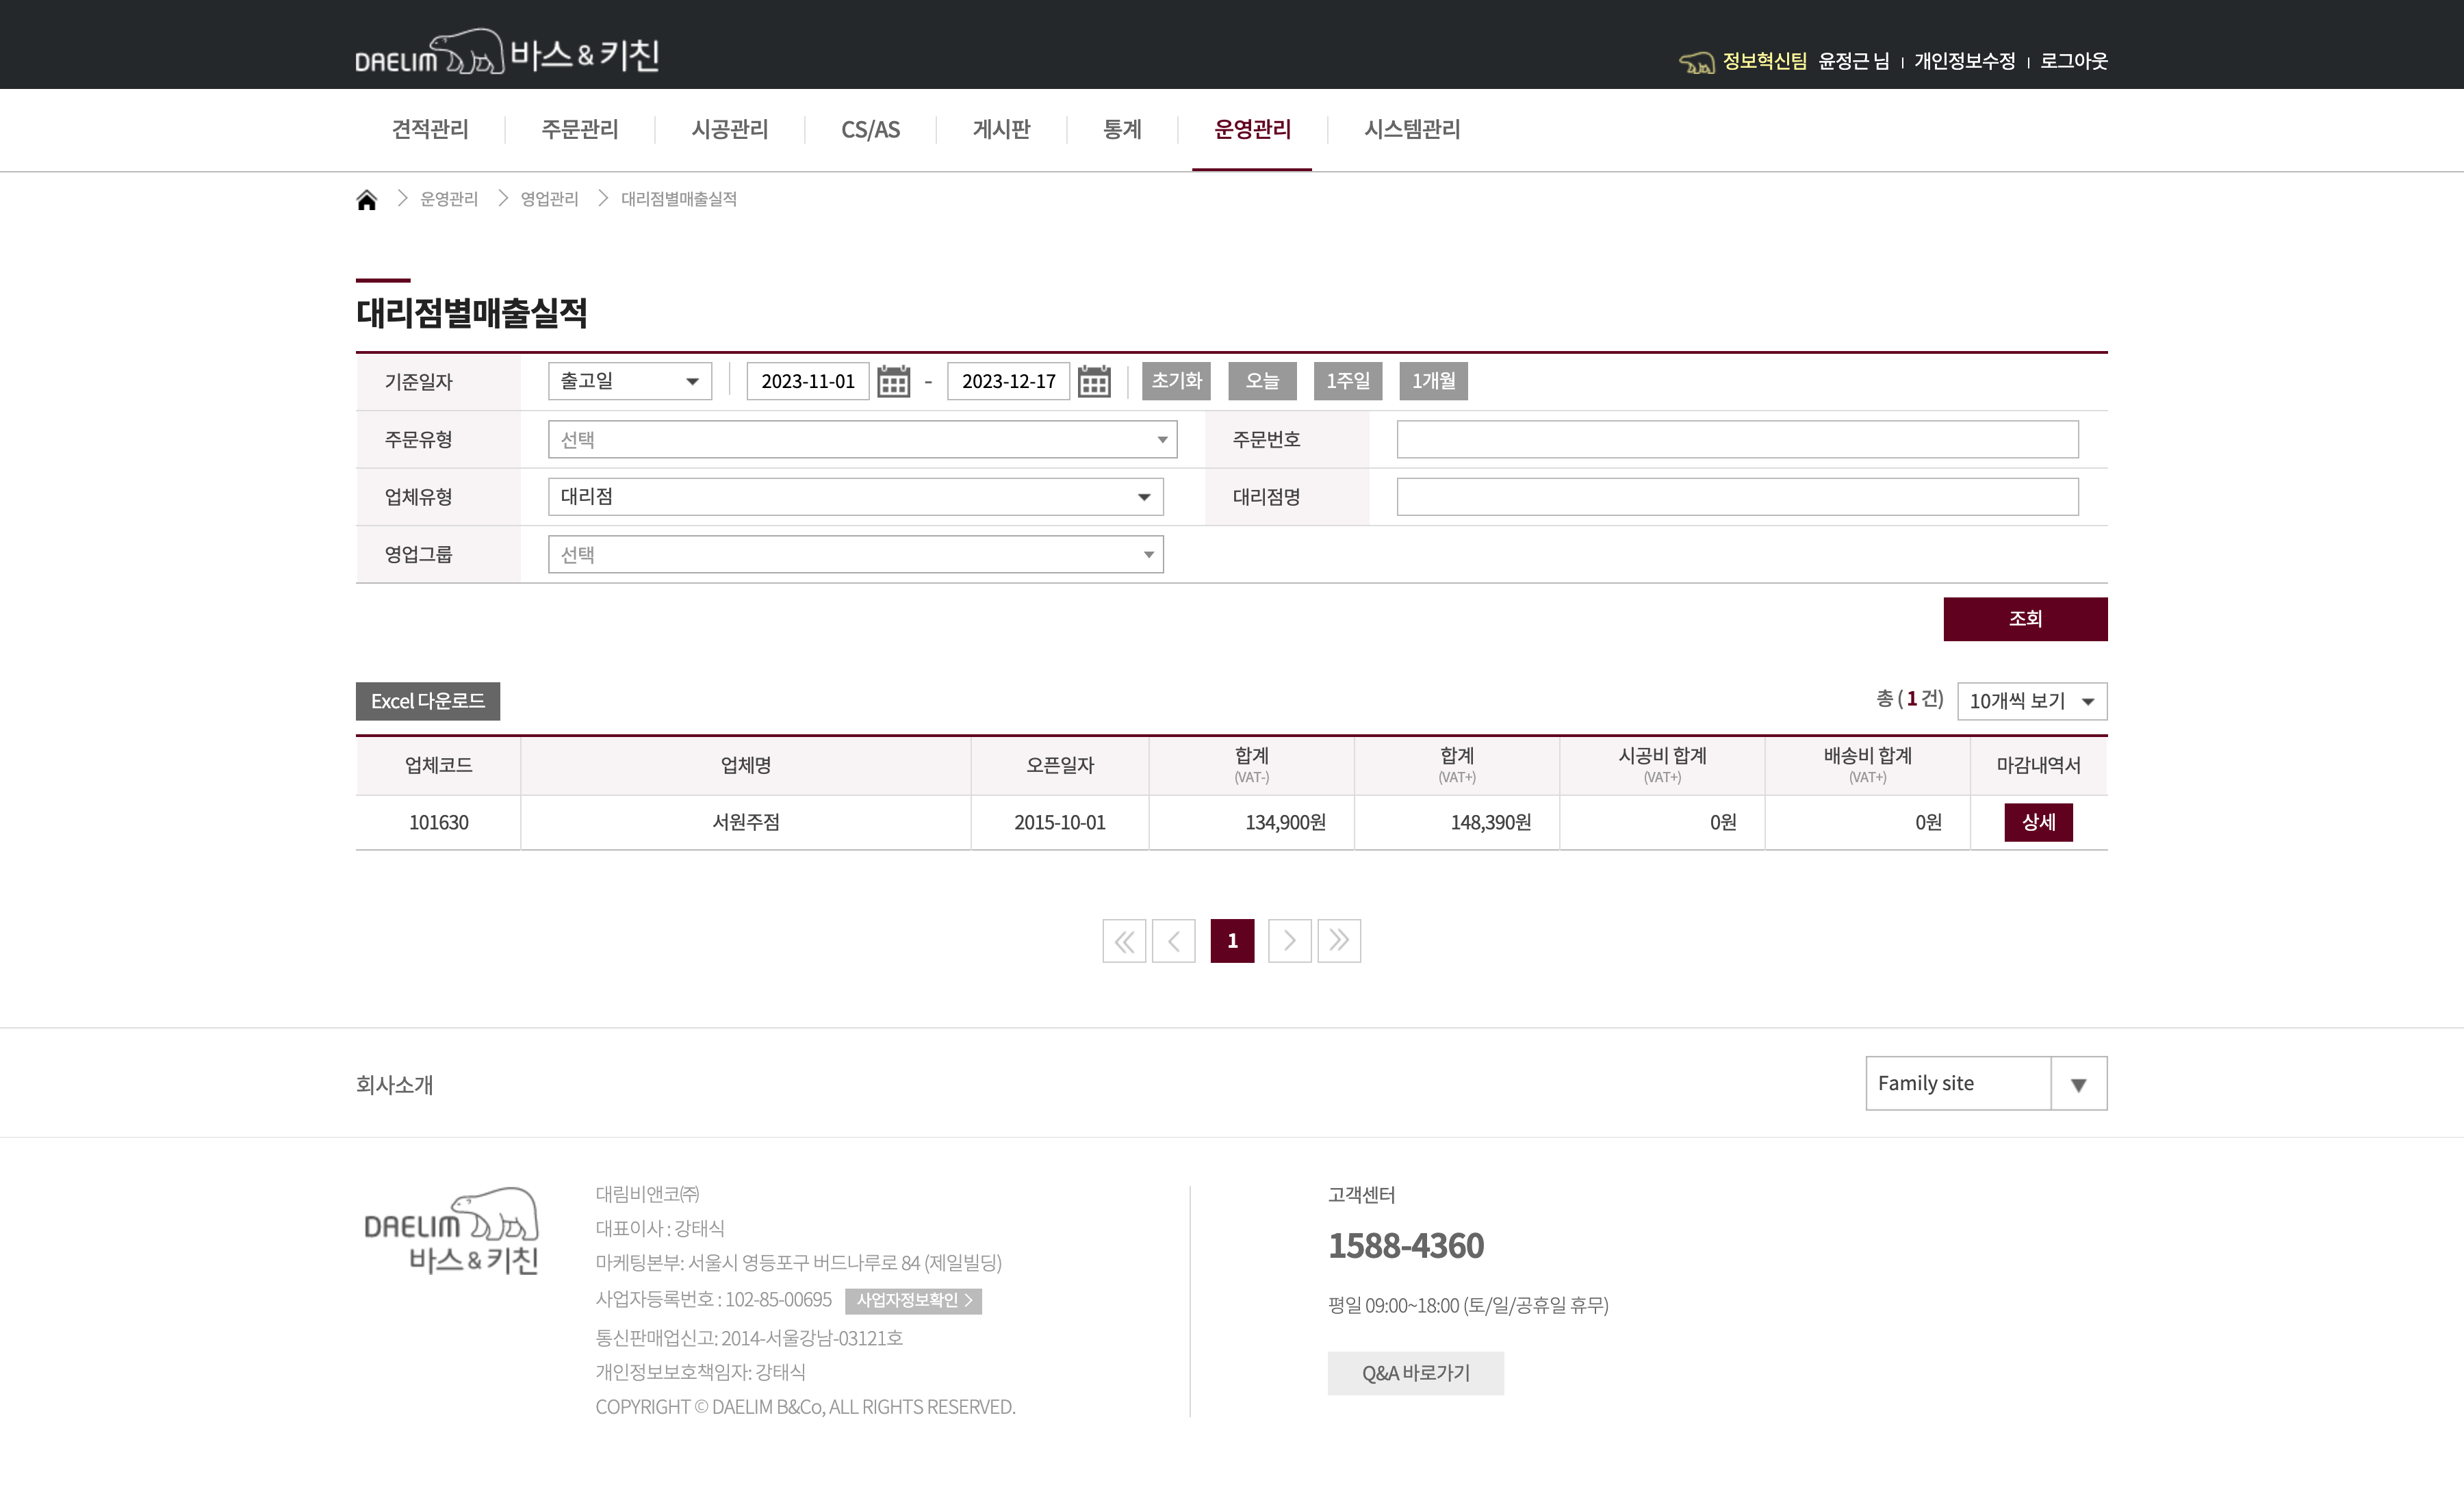 DAELIM 바스&키친
정보혁신팀 윤정근 님 개인정보수정 로그아웃
견적관리 주문관리 시공관리 CS/AS 게시판 통계 운영관리 시스템관리
> 운영관리 > 영업관리 > 대리점별매출실적
대리점별매출실적
기준일자 출고일 2023-11-01 - 2023-12-17 초기화 오늘 1주일 1개월
주문유형 선택 주문번호
업체유형 대리점 대리점명
영업그룹 선택
조회
Excel 다운로드 총 ( 1 건) 10개씩 보기
업체코드 업체명 오픈일자 합계 (VAT-) 합계 (VAT+) 시공비 합계 (VAT+) 배송비 합계 (VAT+) 마감내역서
101630 서원주점 2015-10-01 134,900원 148,390원 0원 0원 상세
1
회사소개 Family site
DAELIM
바스&키친
대림비앤코㈜
대표이사 : 강태식
마케팅본부: 서울시 영등포구 버드나루로 84 (제일빌딩)
사업자등록번호 : 102-85-00695 사업자정보확인 >
통신판매업신고: 2014-서울강남-03121호
개인정보보호책임자: 강태식
COPYRIGHT © DAELIM B&Co, ALL RIGHTS RESERVED.
고객센터
1588-4360
평일 09:00~18:00 (토/일/공휴일 휴무)
Q&A 바로가기